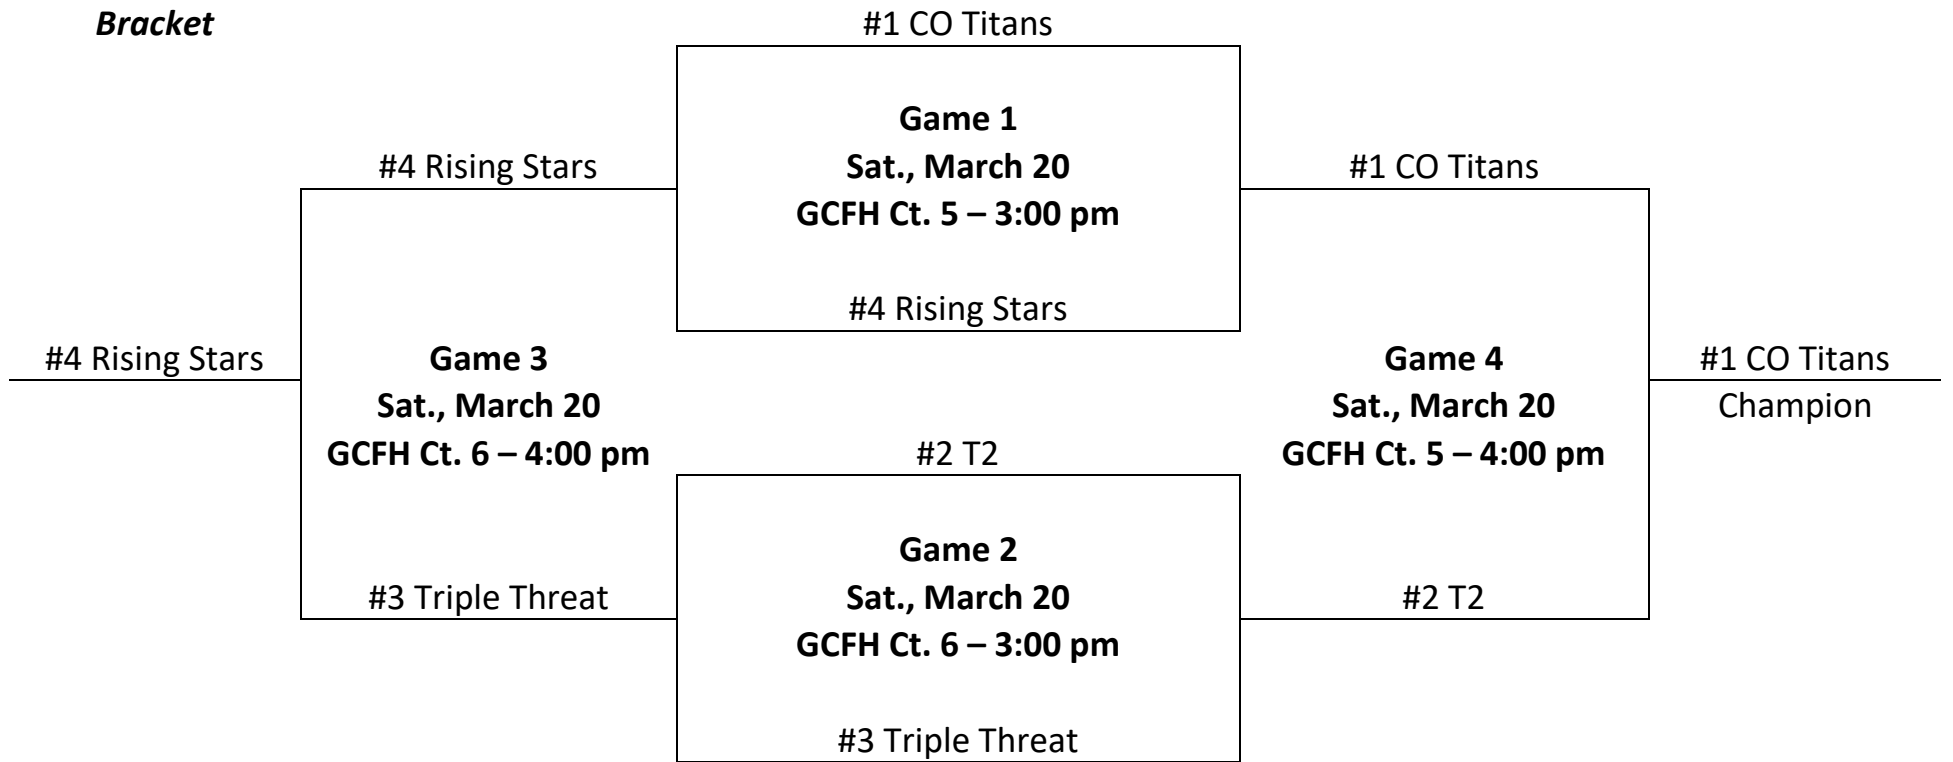 Bracket
#1 CO Titans
Game 1
Sat., March 20
GCFH Ct. 5 – 3:00 pm
#4 Rising Stars
#1 CO Titans
#4 Rising Stars
#4 Rising Stars
Game 3
Sat., March 20
GCFH Ct. 6 – 4:00 pm
Game 4
Sat., March 20
GCFH Ct. 5 – 4:00 pm
#1 CO Titans
Champion
#2 T2
Game 2
Sat., March 20
GCFH Ct. 6 – 3:00 pm
#3 Triple Threat
#2 T2
#3 Triple Threat